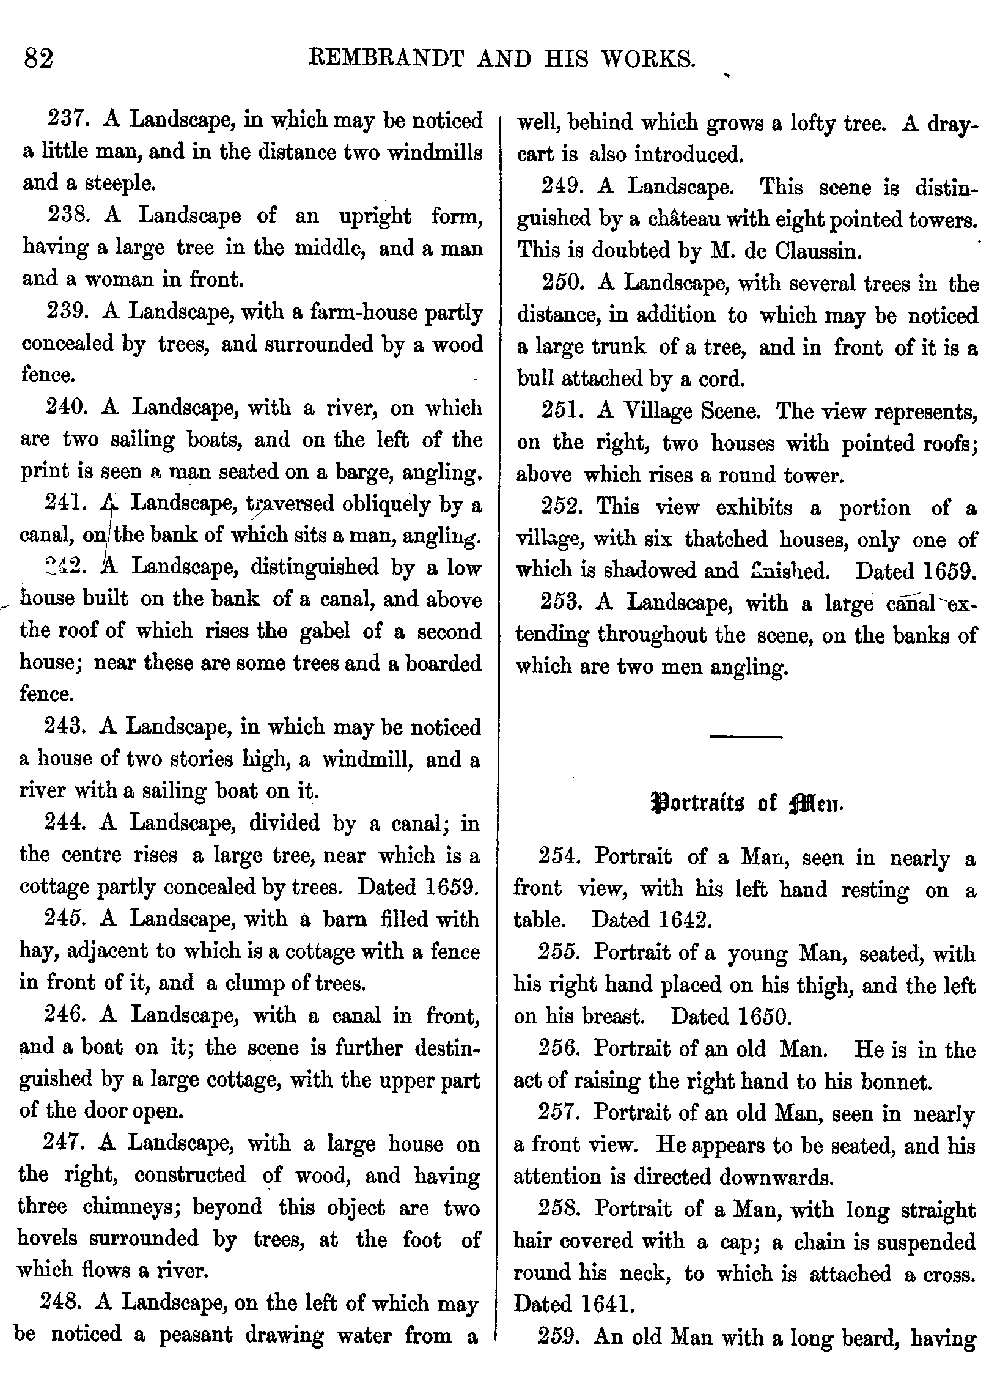 82
REMBRANDT AND HIS WORKS.
237. A Landscape, in which may be noticed
a little man, and in the distance two windmills
and a steeple.
238. A Landscape of an upright form,
having a large tree in the middle, and a man
and a woman in front.
239. A Landscape, with a farm-house partly
concealed by trees, and surrounded by a wood
fence.
240. A Landscape, with a river, on which
are two sailing boats, and on the left of the
print is seen a man seated on a barge, angling.
241. A Landscape, traversed obliquely by a
canal, on the bank of which sits a man, angling.
242. A Landscape, distinguished by a low
house built on the bank of a canal, and above
the roof of which rises the gabel of a second
house; near these are some trees and a boarded
fence.
243. A Landscape, in which may be noticed
a house of two stories high, a windmill, and a
river with a sailing boat on it.
244. A Landscape, divided by a canal; in
the centre rises a large tree, near which is a
cottage partly concealed by trees. Dated 1659.
245. A Landscape, with a barn filled with
hay, adjacent to which is a cottage with a fence
in front of it, and a clump of trees.
246. A Landscape, with a canal in front,
and a boat on it; the scene is further destin-
guished by a large cottage, with the upper part
of the door open.
247. A Landscape, with a large house on
the right, constructed of wood, and having
three chimneys; beyond this object are two
hovels surrounded by trees, at the foot of
which flows a river.
248. A Landscape, on the left of which may
be noticed a peasant drawing water from a
well, behind which grows a lofty tree. A dray-
cart is also introduced.
249. A Landscape. This scene is distin-
guished by a château with eight pointed towers.
This is doubted by M. de Claussin.
250. A Landscape, with several trees in the
distance, in addition to which may be noticed
a large trunk of a tree, and in front of it is a
bull attached by a cord.
251. A Village Scene. The view represents,
on the right, two houses with pointed roofs;
above which rises a round tower.
252. This view exhibits a portion of a
village, with six thatched houses, only one of
which is shadowed and finished. Dated 1659.
253. A Landscape, with a large canal ex-
tending throughout the scene, on the banks of
which are two men angling.
Portraits of Men.
254. Portrait of a Man, seen in nearly a
front view, with his left hand resting on a
table. Dated 1642.
255. Portrait of a young Man, seated, with
his right hand placed on his thigh, and the left
on his breast. Dated 1650.
256. Portrait of an old Man. He is in the
act of raising the right hand to his bonnet.
257. Portrait of an old Man, seen in nearly
a front view. He appears to be seated, and his
attention is directed downwards.
258. Portrait of a Man, with long straight
hair covered with a cap; a chain is suspended
round his neck, to which is attached a cross.
Dated 1641.
259. An old Man with a long beard, having